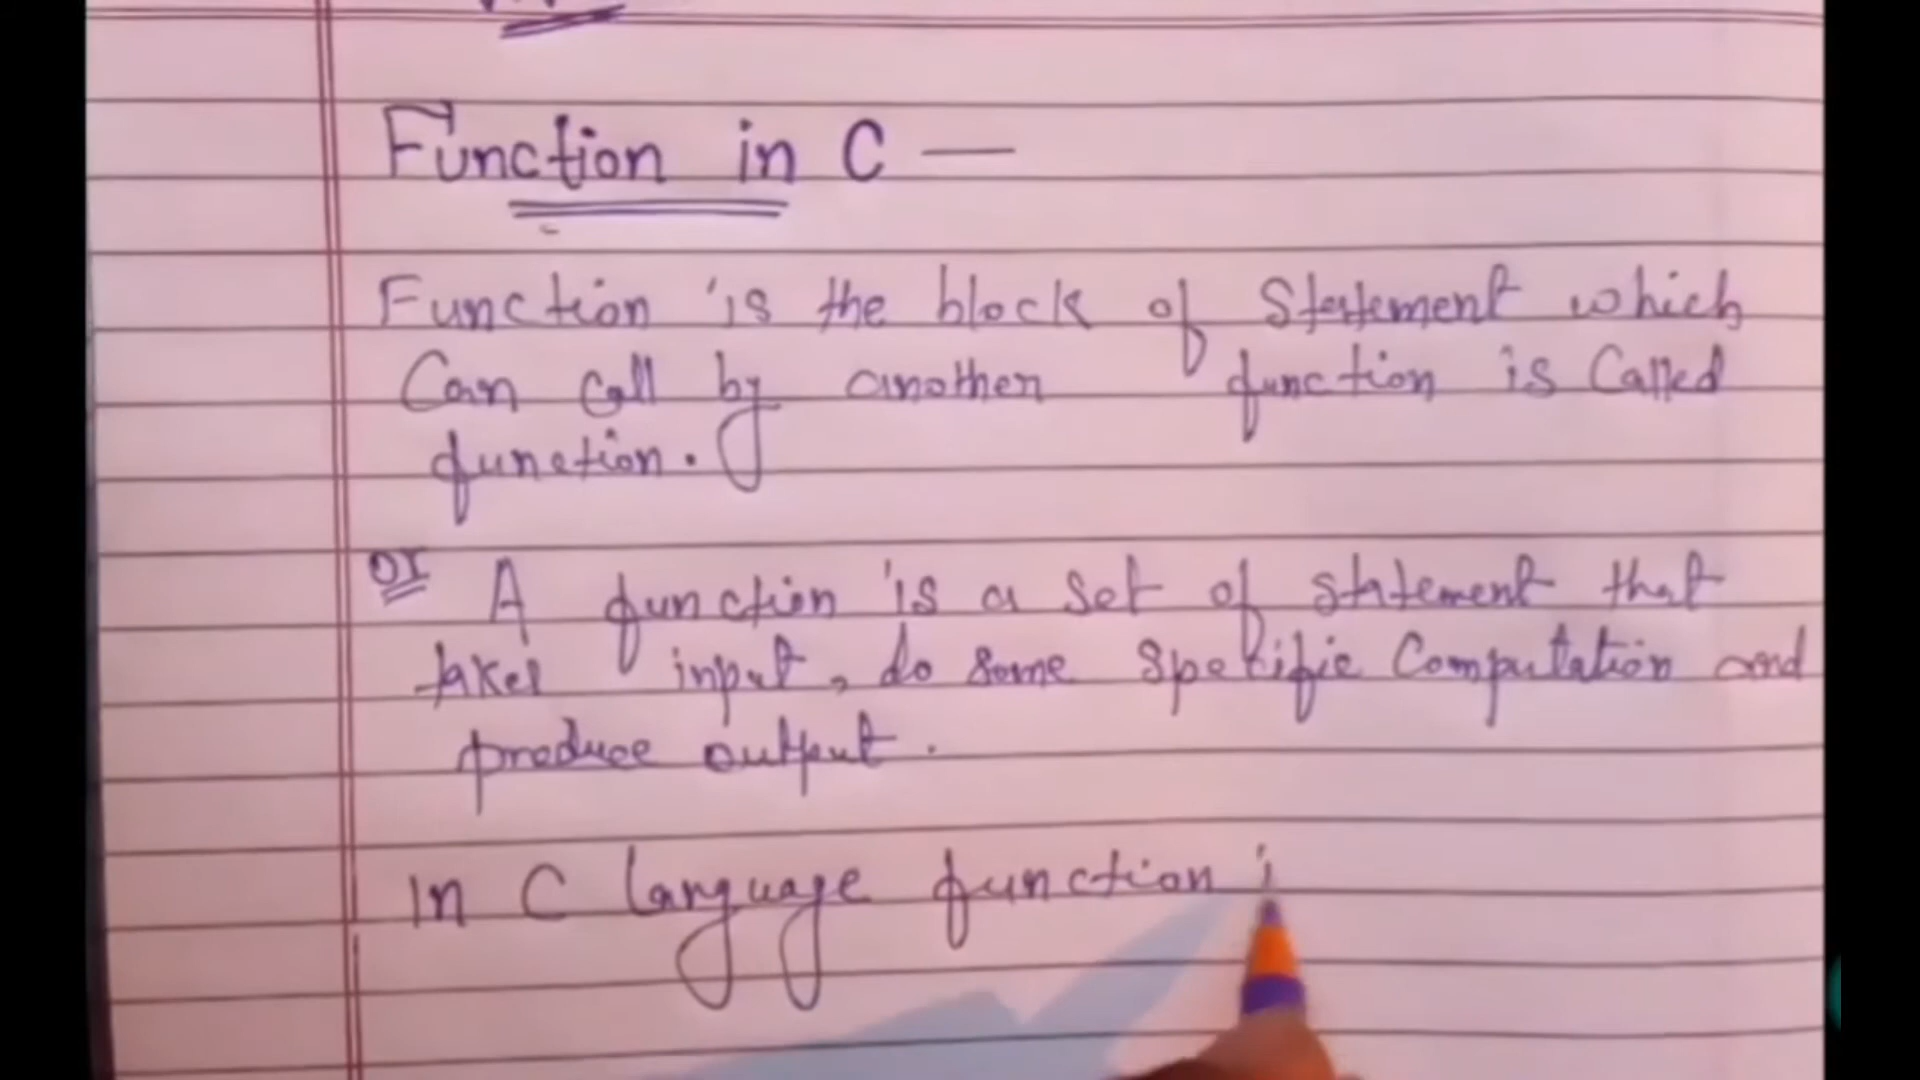 Function in C —
Function is the block of Statement which
Can Call by another function is Called
function.
or A function is a set of statement that
takes input, do some Spekific Computation and
produce output.
In C language function i